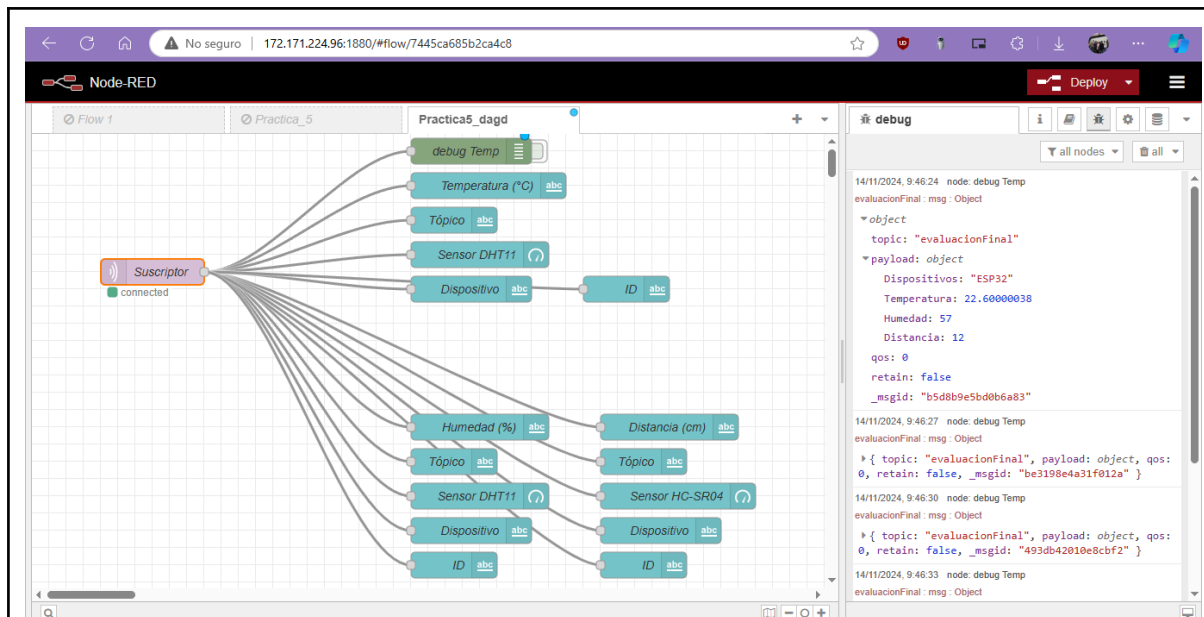 No seguro 172.171.224.96:1880/#flow/7445ca685b2ca4c8
Node-RED
Deploy
Flow 1
Practica_5
Practica5_dagd
debug Temp
Temperatura (°C) abc
Tópico abc
Sensor DHT11
Suscriptor
connected
Dispositivo abc
ID abc
Humedad (%) abc
Distancia (cm) abc
Tópico abc
Tópico abc
Sensor DHT11
Sensor HC-SR04
Dispositivo abc
Dispositivo abc
ID abc
ID abc
debug
i
all nodes
all
14/11/2024, 9:46:24 node: debug Temp
evaluacionFinal : msg : Object
object
topic: "evaluacionFinal"
payload: object
Dispositivos: "ESP32"
Temperatura: 22.60000038
Humedad: 57
Distancia: 12
qos: 0
retain: false
_msgid: "b5d8b9e5bd0b6a83"
14/11/2024, 9:46:27 node: debug Temp
evaluacionFinal : msg : Object
{ topic: "evaluacionFinal", payload: object, qos:
0, retain: false, _msgid: "be3198e4a31f012a" }
14/11/2024, 9:46:30 node: debug Temp
evaluacionFinal : msg : Object
{ topic: "evaluacionFinal", payload: object, qos:
0, retain: false, _msgid: "493db42010e8cbf2" }
14/11/2024, 9:46:33 node: debug Temp
evaluacionFinal : msg : Object